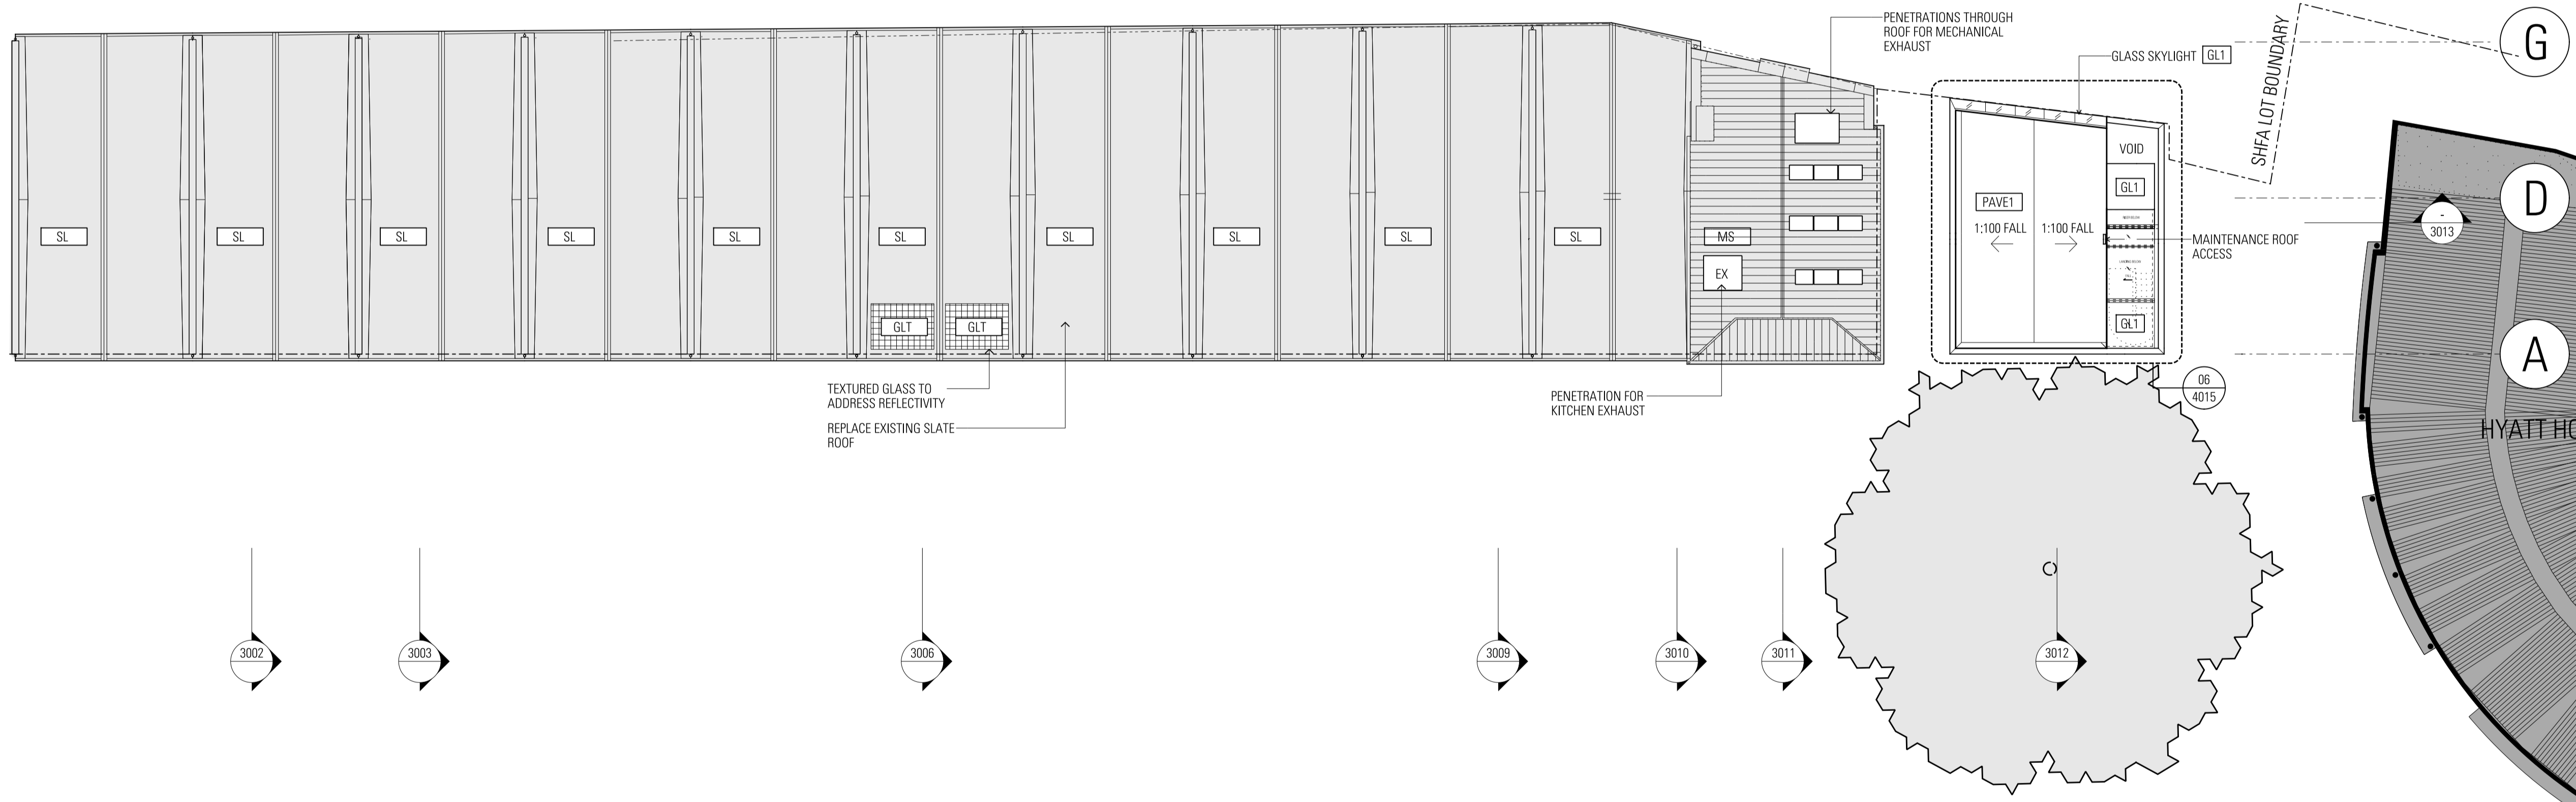 PENETRATIONS THROUGH
ROOF FOR MECHANICAL
EXHAUST
GLASS SKYLIGHT GL1
SHFA LOT BOUNDARY
G
VOID
GL1
D
PAVE1
1:100 FALL 1:100 FALL
-
3013
MAINTENANCE ROOF
ACCESS
SL SL SL SL SL SL SL SL SL SL
MS
EX
GLT GLT
GL1
A
TEXTURED GLASS TO
ADDRESS REFLECTIVITY
REPLACE EXISTING SLATE
ROOF
PENETRATION FOR
KITCHEN EXHAUST
06
4015
HYATT HO
3002 3003 3006 3009 3010 3011 3012